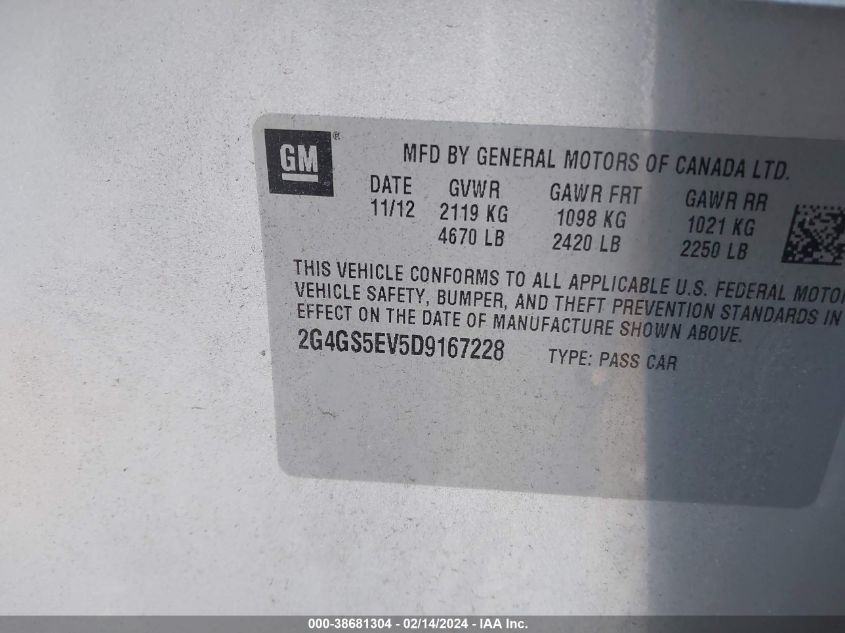 GM ®
MFD BY GENERAL MOTORS OF CANADA LTD.
DATE GVWR GAWR FRT GAWR RR
11/12 2119 KG 1098 KG 1021 KG
4670 LB 2420 LB 2250 LB
THIS VEHICLE CONFORMS TO ALL APPLICABLE U.S. FEDERAL MOTOR
VEHICLE SAFETY, BUMPER, AND THEFT PREVENTION STANDARDS IN
EFFECT ON THE DATE OF MANUFACTURE SHOWN ABOVE.
2G4GS5EV5D9167228 TYPE: PASS CAR
000-38681304 - 02/14/2024 - IAA Inc.